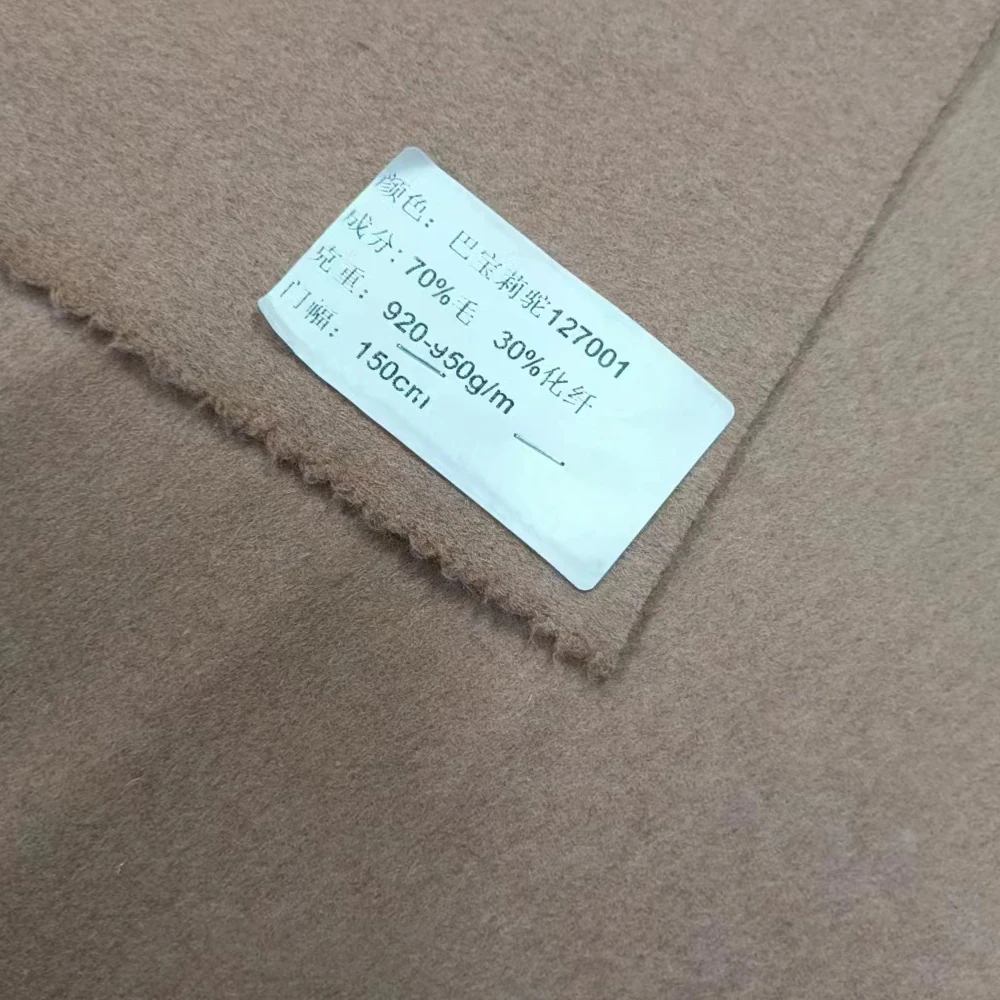 颜色：巴宝莉驼127001
成分：70%毛 30%化纤
克重：920-950g/m
门幅：150cm